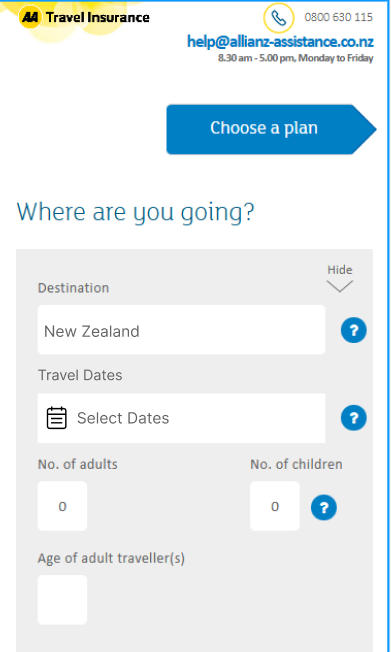 AA Travel Insurance
0800 630 115
help@allianz-assistance.co.nz
8.30 am - 5.00 pm, Monday to Friday
Choose a plan
Where are you going?
Hide
Destination
New Zealand
?
Travel Dates
Select Dates
?
No. of adults
No. of children
0
0
?
Age of adult traveller(s)